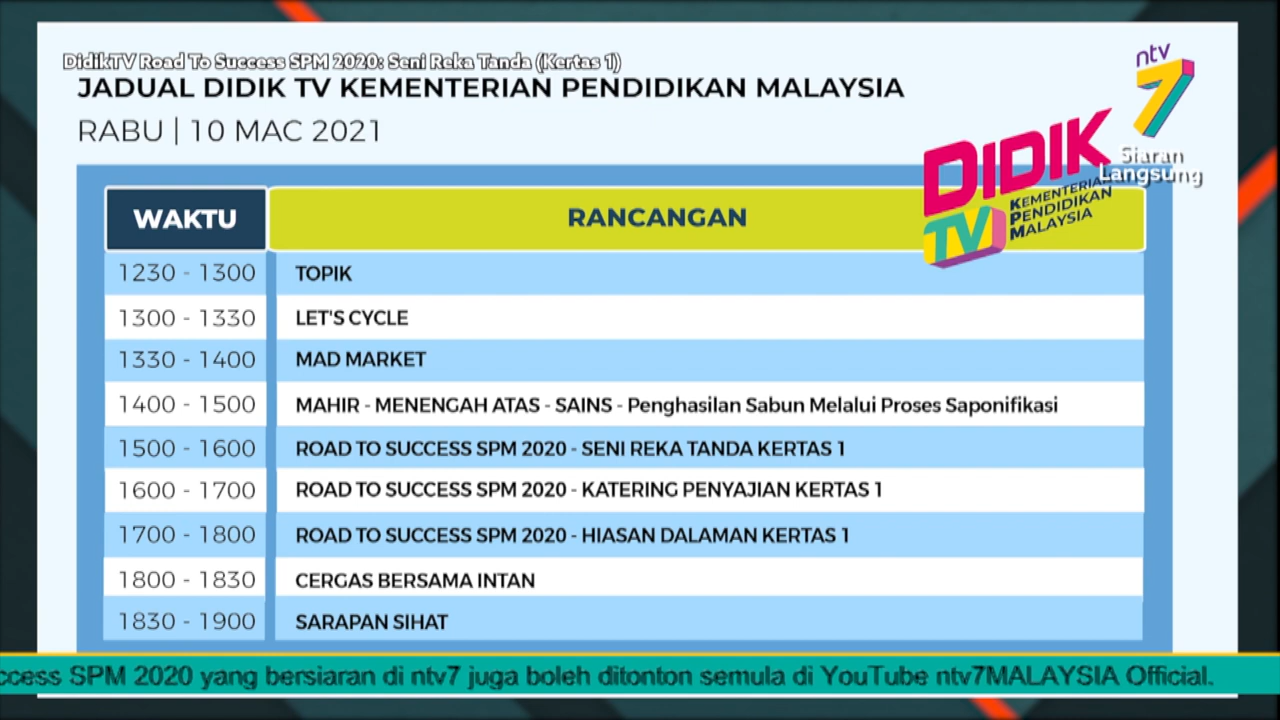 DidikTV Road To Success SPM 2020: Seni Reka Tanda (Kertas 1)
JADUAL DIDIK TV KEMENTERIAN PENDIDIKAN MALAYSIA
RABU | 10 MAC 2021
ntv
7
Siaran
Langsung
DIDIK
TV
KEMENTERIAN
PENDIDIKAN
MALAYSIA
WAKTU RANCANGAN
1230 - 1300 TOPIK
1300 - 1330 LET'S CYCLE
1330 - 1400 MAD MARKET
1400 - 1500 MAHIR - MENENGAH ATAS - SAINS - Penghasilan Sabun Melalui Proses Saponifikasi
1500 - 1600 ROAD TO SUCCESS SPM 2020 - SENI REKA TANDA KERTAS 1
1600 - 1700 ROAD TO SUCCESS SPM 2020 - KATERING PENYAJIAN KERTAS 1
1700 - 1800 ROAD TO SUCCESS SPM 2020 - HIASAN DALAMAN KERTAS 1
1800 - 1830 CERGAS BERSAMA INTAN
1830 - 1900 SARAPAN SIHAT
ccess SPM 2020 yang bersiaran di ntv7 juga boleh ditonton semula di YouTube ntv7MALAYSIA Official.